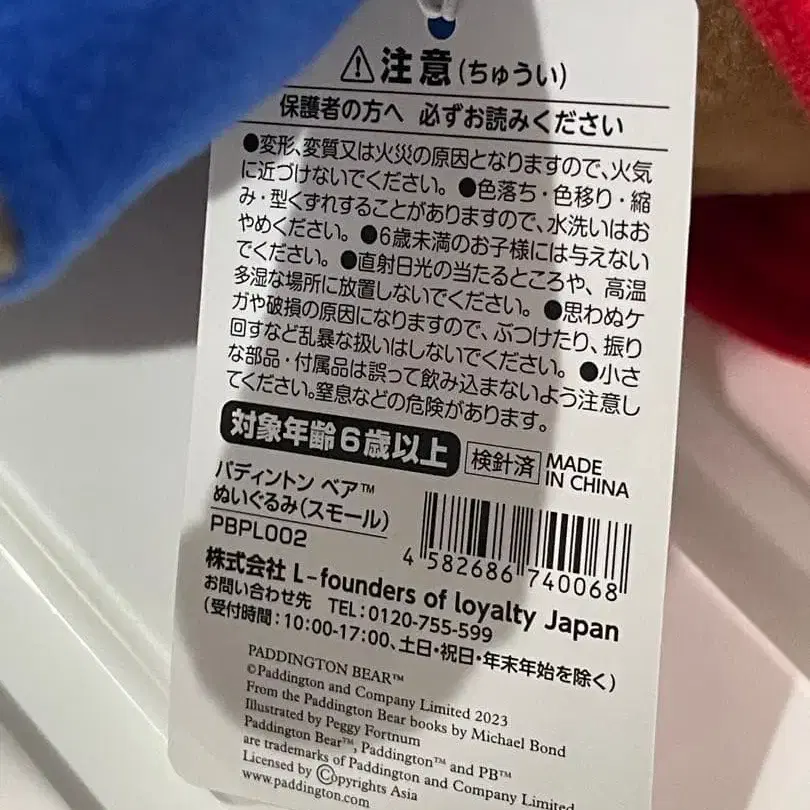 ⚠注意(ちゅうい)
保護者の方へ 必ずお読みください
●変形、変質又は火災の原因となりますので、火気
に近づけないでください。●色落ち・色移り・縮
み・型くずれすることがありますので、水洗いはお
やめください。●6歳未満のお子様には与えない
でください。●直射日光の当たるところや、高温
多湿な場所に放置しないでください。●思わぬケ
ガや破損の原因になりますので、ぶつけたり、振り
回すなど乱暴な扱いはしないでください。●小さ
な部品・付属品は誤って飲み込まないよう注意し
てください。窒息などの危険があります。
対象年齢6歳以上 検針済 MADE
IN CHINA
パディントン ベア™
ぬいぐるみ(スモール)
PBPL002
4 582686 740068
株式会社 L-founders of loyalty Japan
お問い合わせ先 TEL:0120-755-599
(受付時間:10:00-17:00、土日・祝日・年末年始を除く)
PADDINGTON BEAR™
©Paddington and Company Limited 2023
From the Paddington Bear books by Michael Bond
Illustrated by Peggy Fortnum
Paddington Bear™, Paddington™ and PB™
are trademarks of Paddington and Company Limited
Licensed by ©opyrights Asia
www.paddington.com